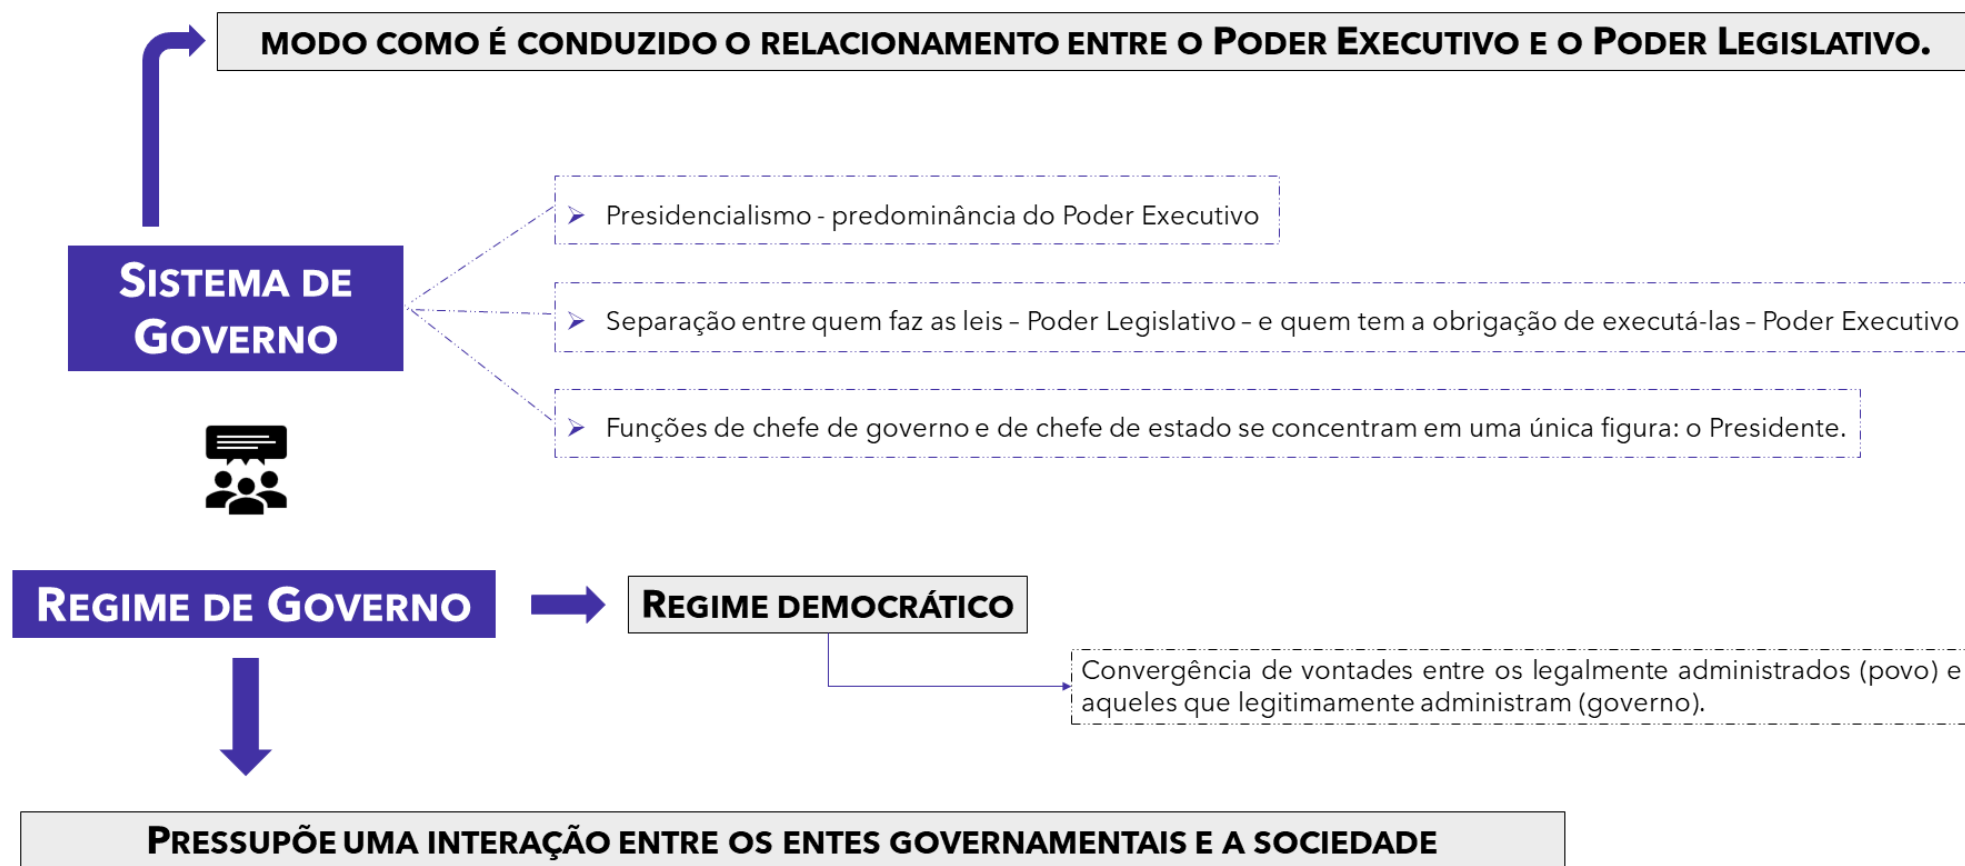 MODO COMO É CONDUZIDO O RELACIONAMENTO ENTRE O PODER EXECUTIVO E O PODER LEGISLATIVO.
Presidencialismo - predominância do Poder Executivo
SISTEMA DE
GOVERNO
Separação entre quem faz as leis – Poder Legislativo – e quem tem a obrigação de executá-las – Poder Executivo
Funções de chefe de governo e de chefe de estado se concentram em uma única figura: o Presidente.
REGIME DE GOVERNO
REGIME DEMOCRÁTICO
Convergência de vontades entre os legalmente administrados (povo) e
aqueles que legitimamente administram (governo).
PRESSUPÕE UMA INTERAÇÃO ENTRE OS ENTES GOVERNAMENTAIS E A SOCIEDADE